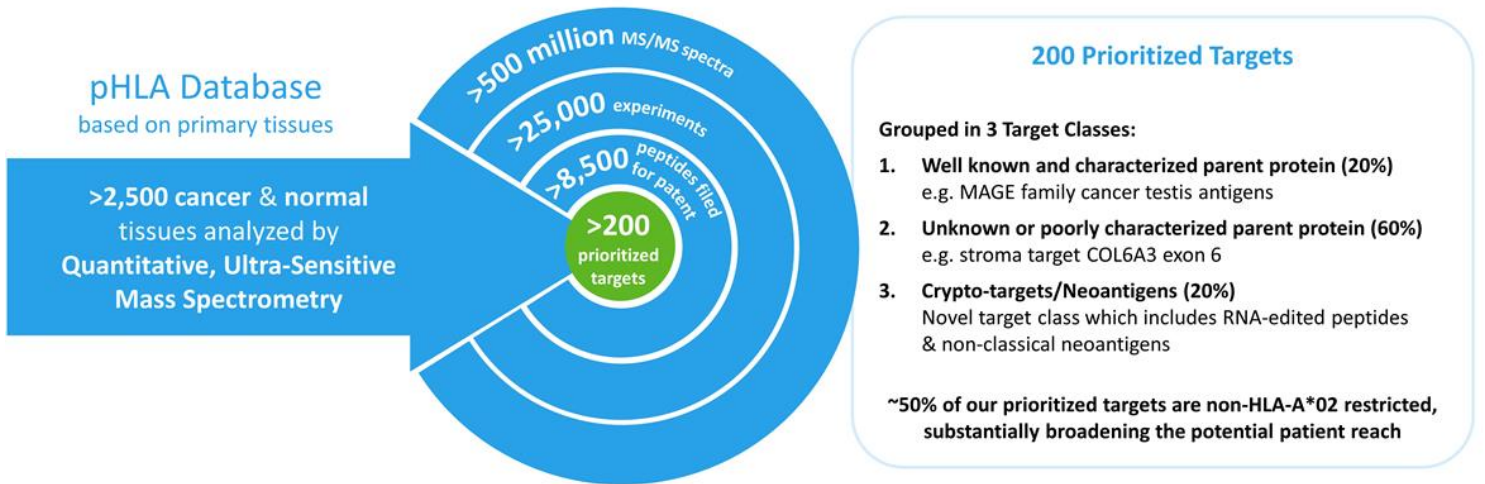 pHLA Database
based on primary tissues
>2,500 cancer & normal
tissues analyzed by
Quantitative, Ultra-Sensitive
Mass Spectrometry
>500 million MS/MS spectra
>25,000 experiments
>8,500 peptides filed
for patent
>200
prioritized
targets
200 Prioritized Targets
Grouped in 3 Target Classes:
1. Well known and characterized parent protein (20%)
e.g. MAGE family cancer testis antigens
2. Unknown or poorly characterized parent protein (60%)
e.g. stroma target COL6A3 exon 6
3. Crypto-targets/Neoantigens (20%)
Novel target class which includes RNA-edited peptides
& non-classical neoantigens
~50% of our prioritized targets are non-HLA-A*02 restricted,
substantially broadening the potential patient reach